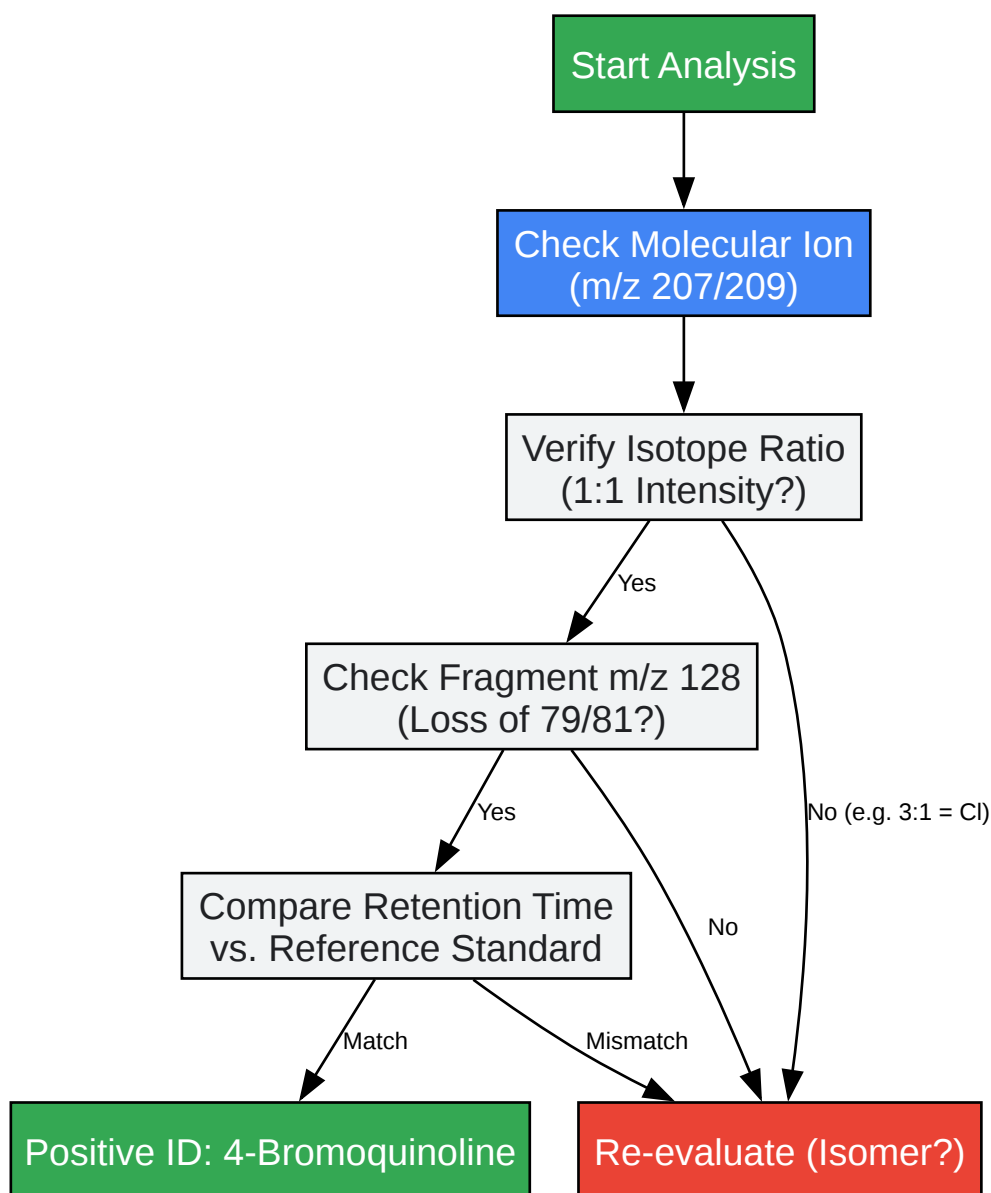 Start Analysis
Check Molecular Ion
(m/z 207/209)
Verify Isotope Ratio
(1:1 Intensity?)
Yes
Check Fragment m/z 128
(Loss of 79/81?)
Yes
No (e.g. 3:1 = Cl)
Compare Retention Time
vs. Reference Standard
No
Match
Mismatch
Positive ID: 4-Bromoquinoline
Re-evaluate (Isomer?)